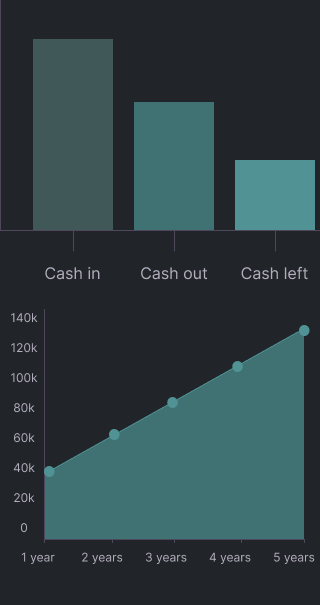 Cash in Cash out Cash left
140k
120k
100k
80k
60k
40k
20k
0
1 year 2 years 3 years 4 years 5 years